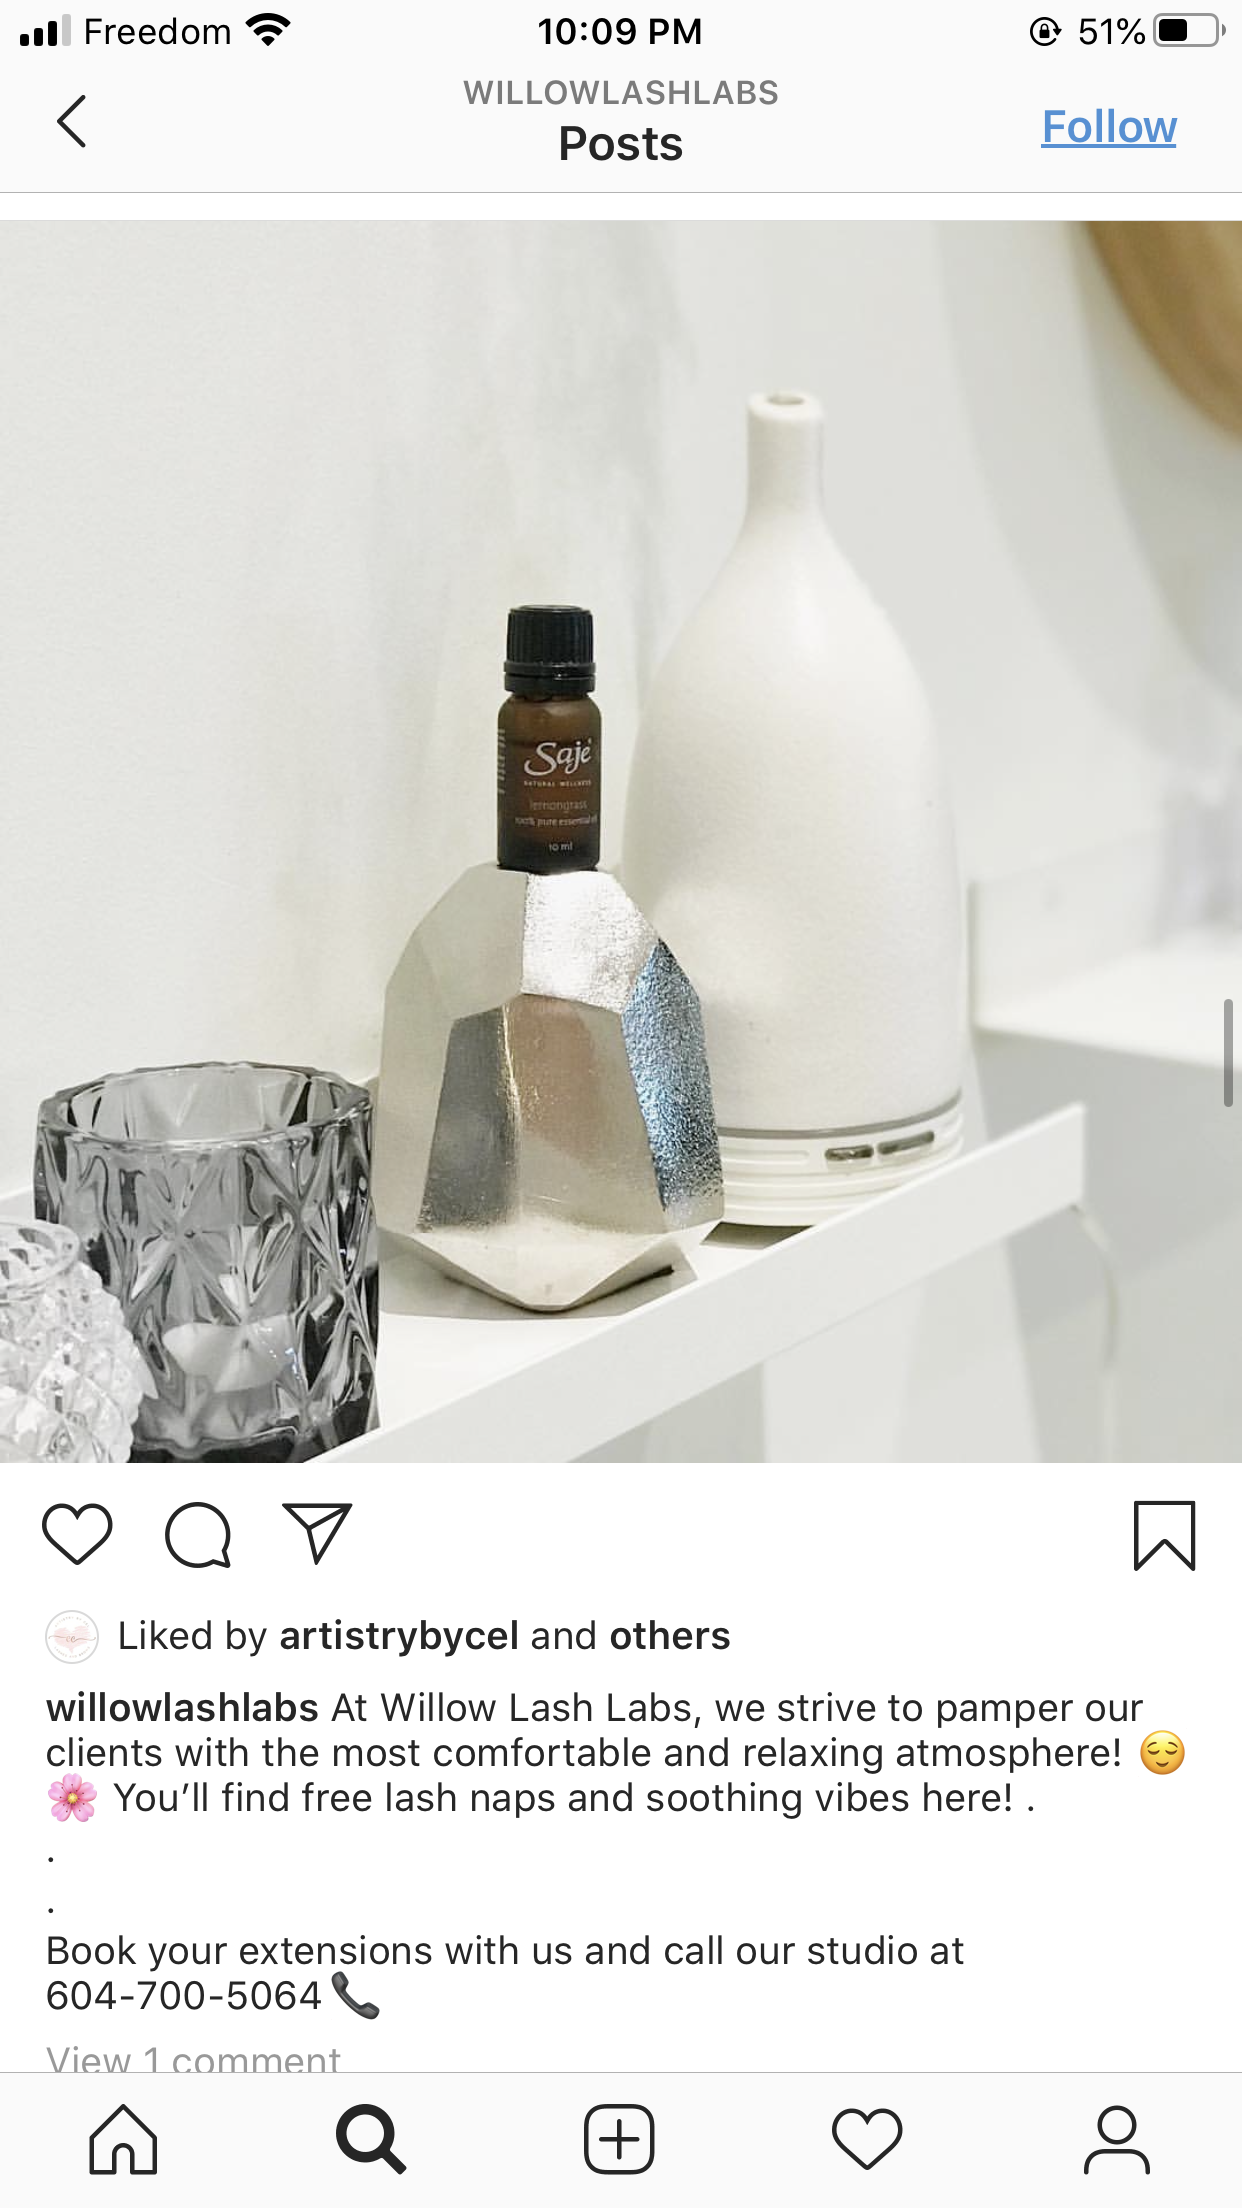 Freedom 10:09 PM 51%
WILLOWLASHLABS
Posts
Follow
Saje
NATURAL WELLNESS
lemongrass
100% pure essential oil
10 ml
Liked by artistrybycel and others
willowlashlabs At Willow Lash Labs, we strive to pamper our
clients with the most comfortable and relaxing atmosphere! 😌
🌸 You’ll find free lash naps and soothing vibes here! .
.
.
Book your extensions with us and call our studio at
604-700-5064📞
View 1 comment